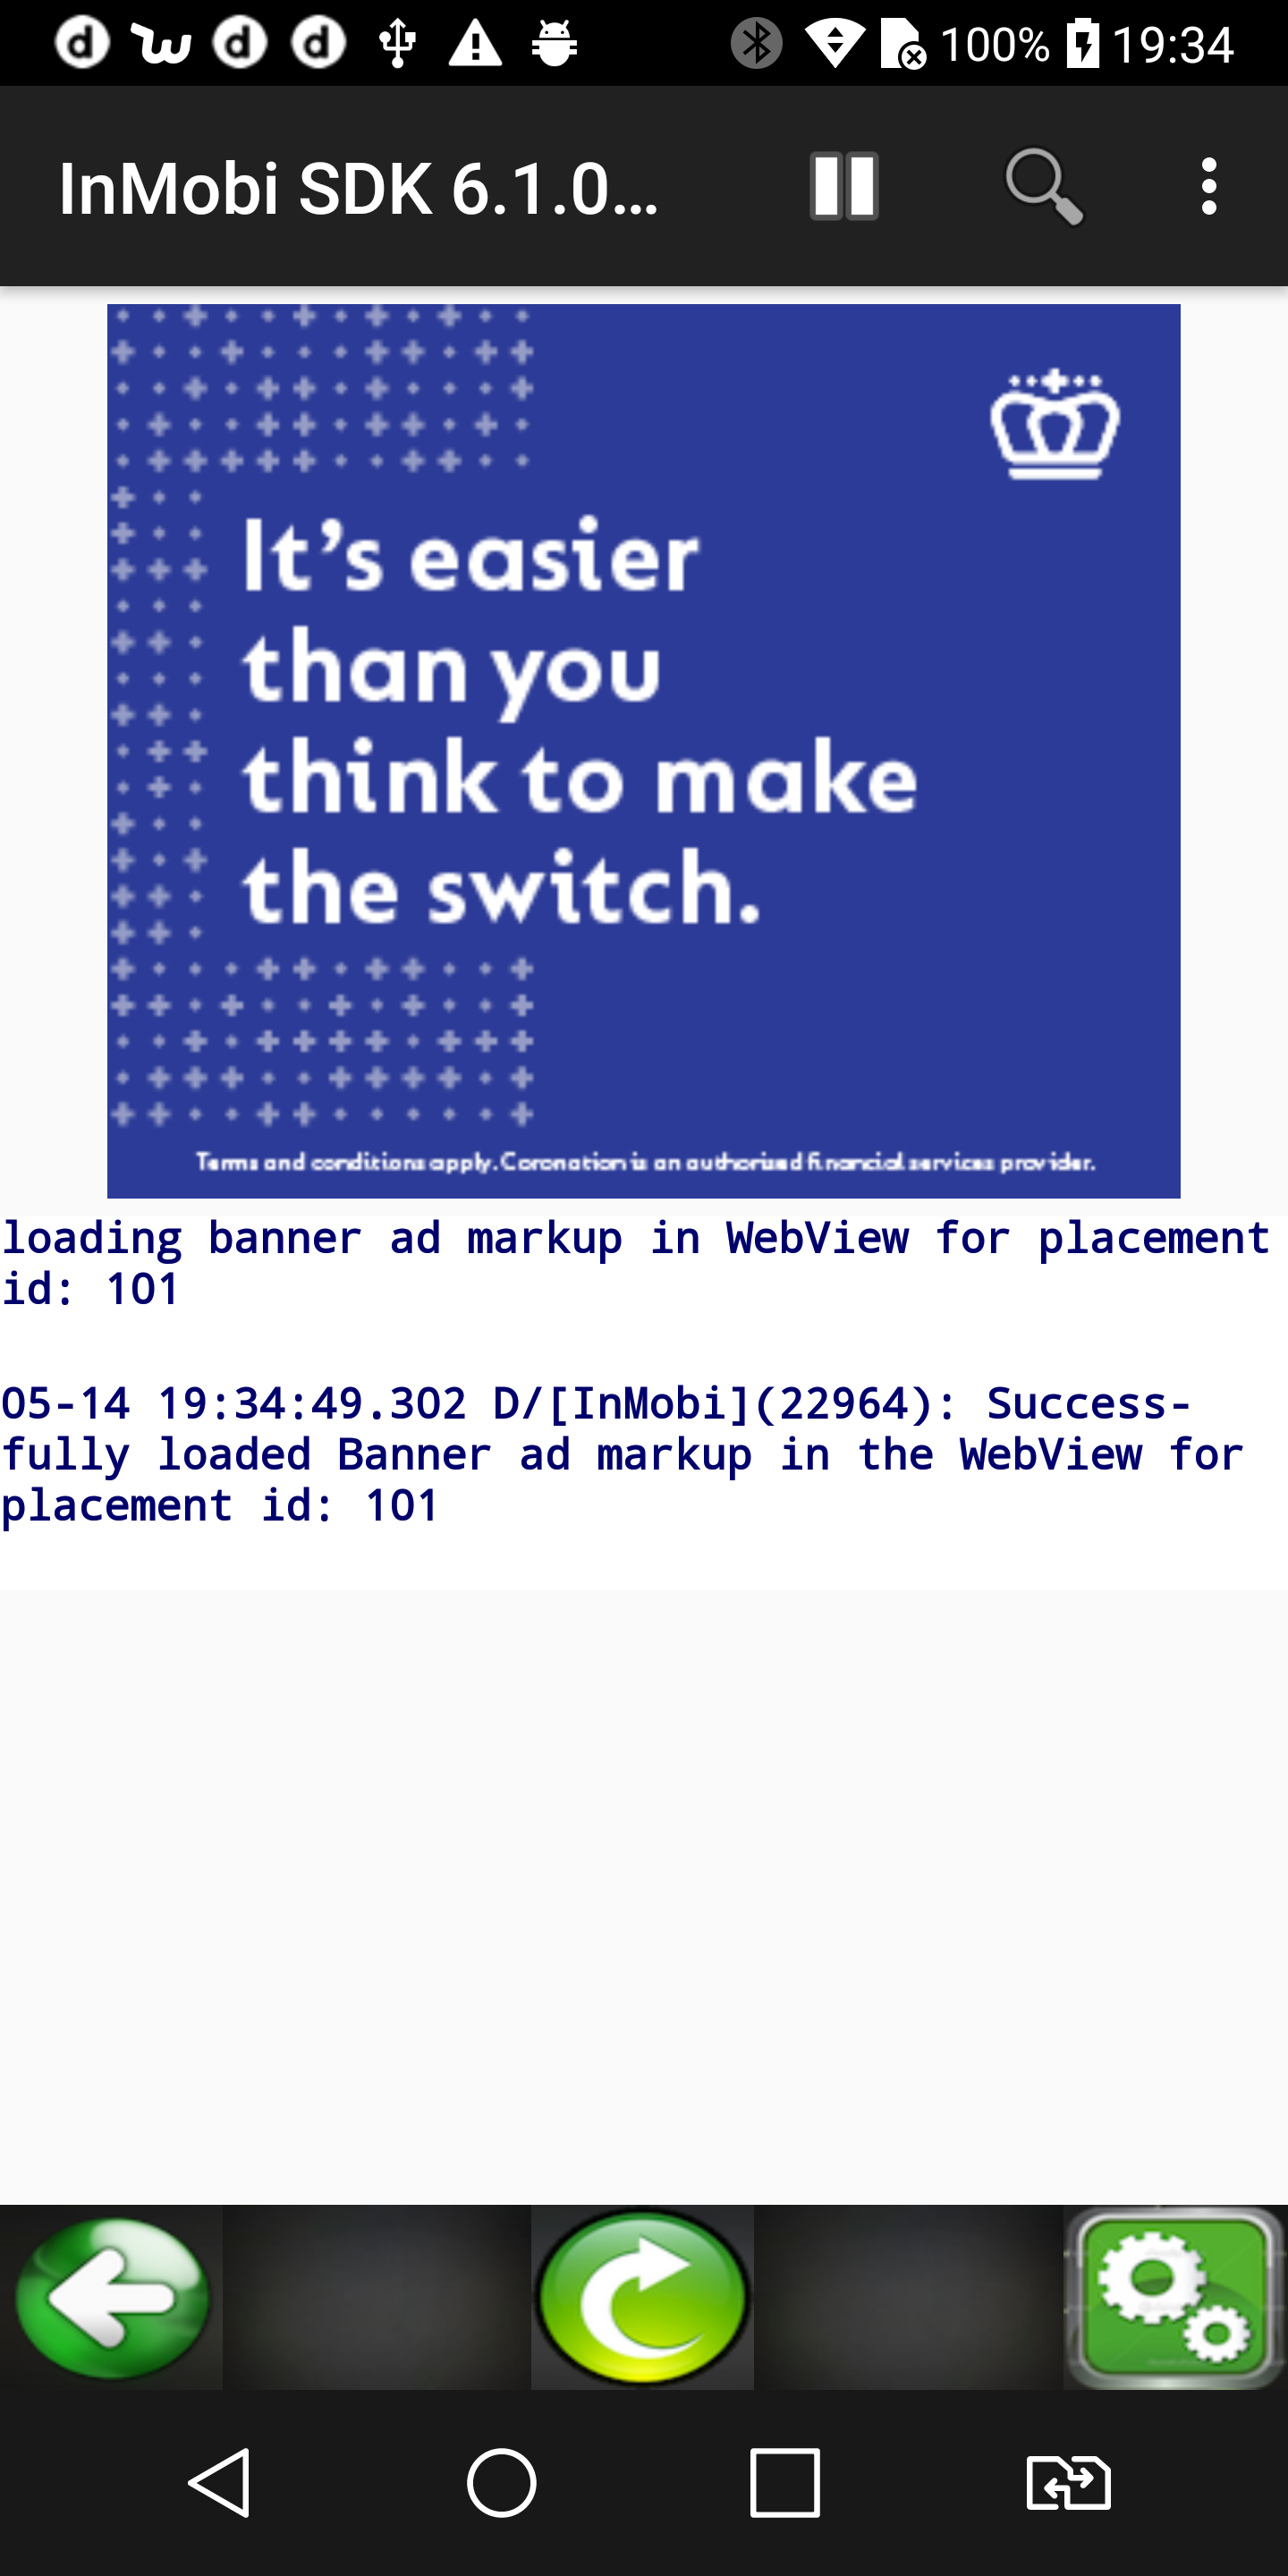 100% 19:34
InMobi SDK 6.1.0...
It's easier
than you
think to make
the switch.
Terms and conditions apply. Coronation is an authorised financial services provider.
loading banner ad markup in WebView for placement
id: 101
05-14 19:34:49.302 D/[InMobi](22964): Success-
fully loaded Banner ad markup in the WebView for
placement id: 101